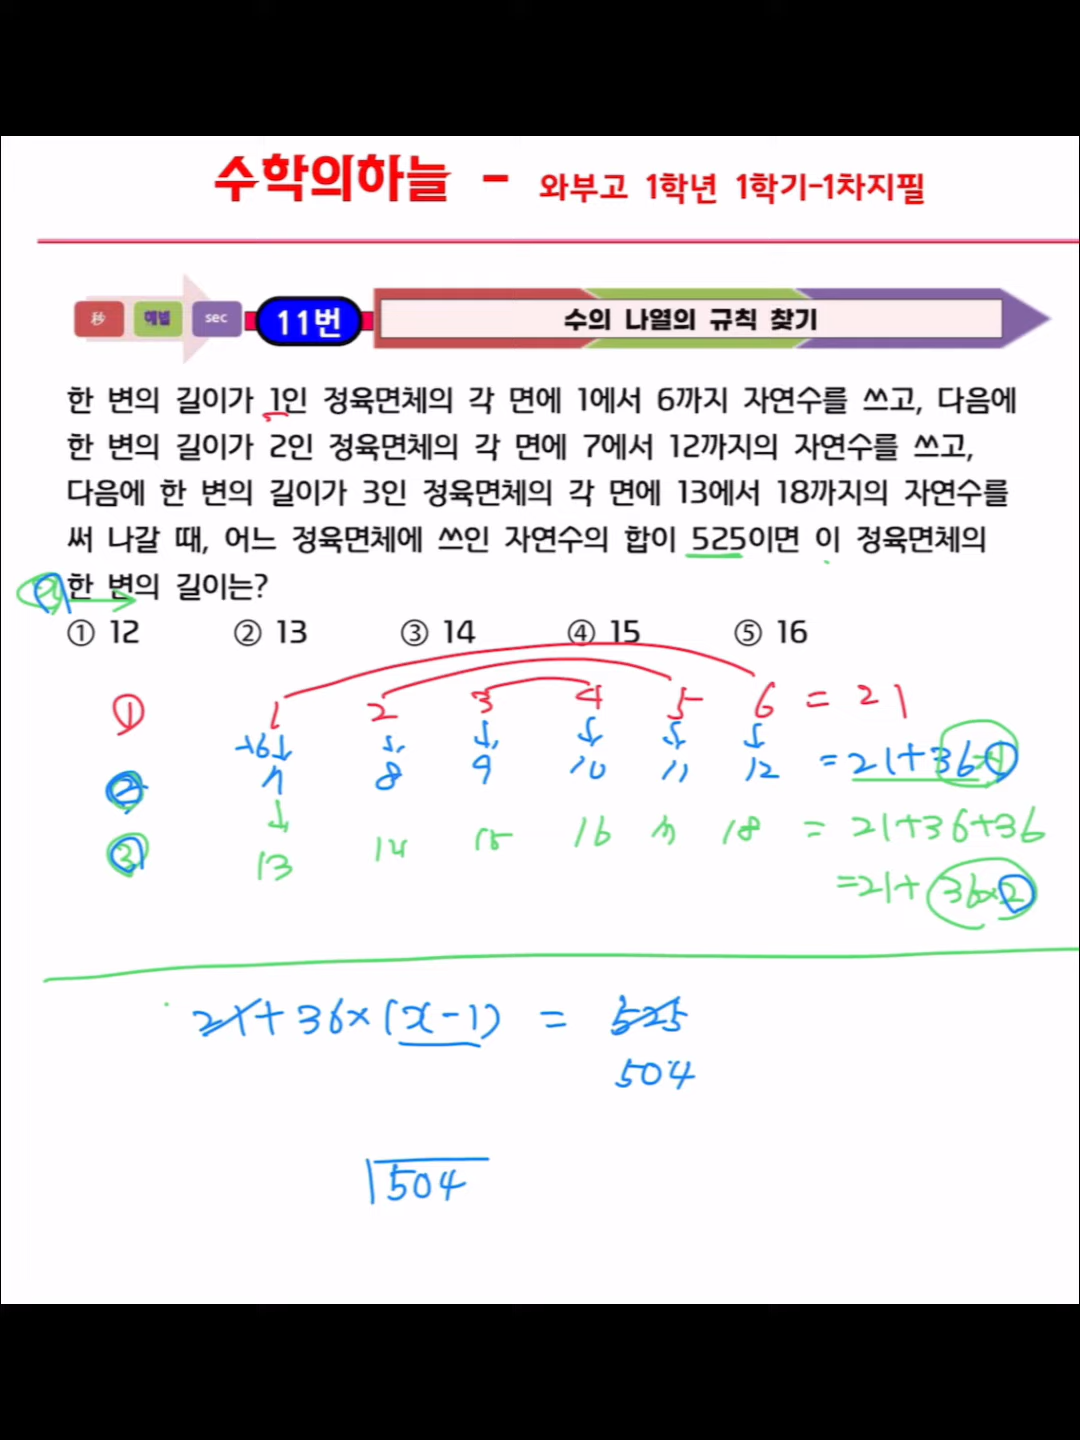 수학의하늘 - 와부고 1학년 1학기-1차지필
秒 해법 sec 11번 수의 나열의 규칙 찾기
한 변의 길이가 1인 정육면체의 각 면에 1에서 6까지 자연수를 쓰고, 다음에
한 변의 길이가 2인 정육면체의 각 면에 7에서 12까지의 자연수를 쓰고,
다음에 한 변의 길이가 3인 정육면체의 각 면에 13에서 18까지의 자연수를
써 나갈 때, 어느 정육면체에 쓰인 자연수의 합이 525이면 이 정육면체의
한 변의 길이는?
① 12 ② 13 ③ 14 ④ 15 ⑤ 16
① 1 2 3 4 5 6 = 21
+6
② 7 8 9 10 11 12 = 21+36×1
③ 13 14 15 16 17 18 = 21+36+36
=21+36×2
21+36×(x-1) = 525
504
504